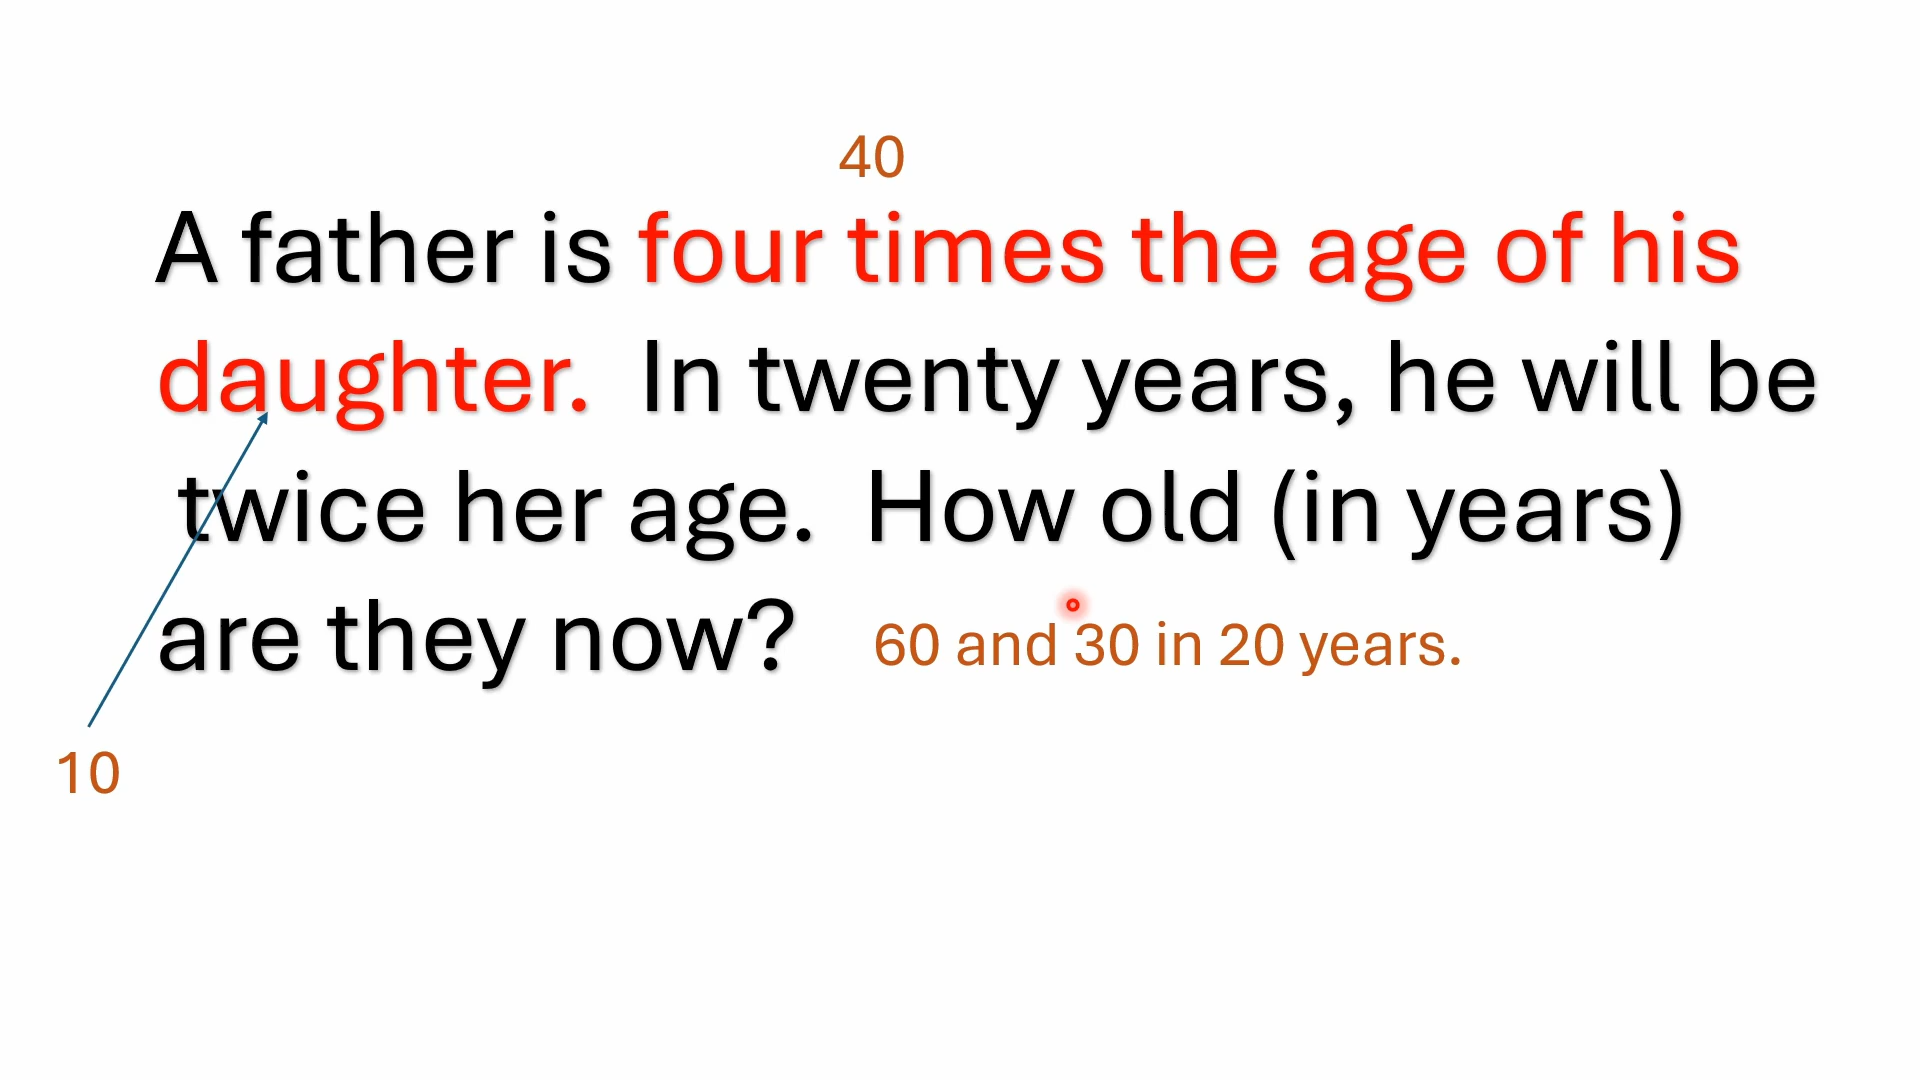 40
A father is four times the age of his
daughter. In twenty years, he will be
twice her age. How old (in years)
are they now? 60 and 30 in 20 years.
10